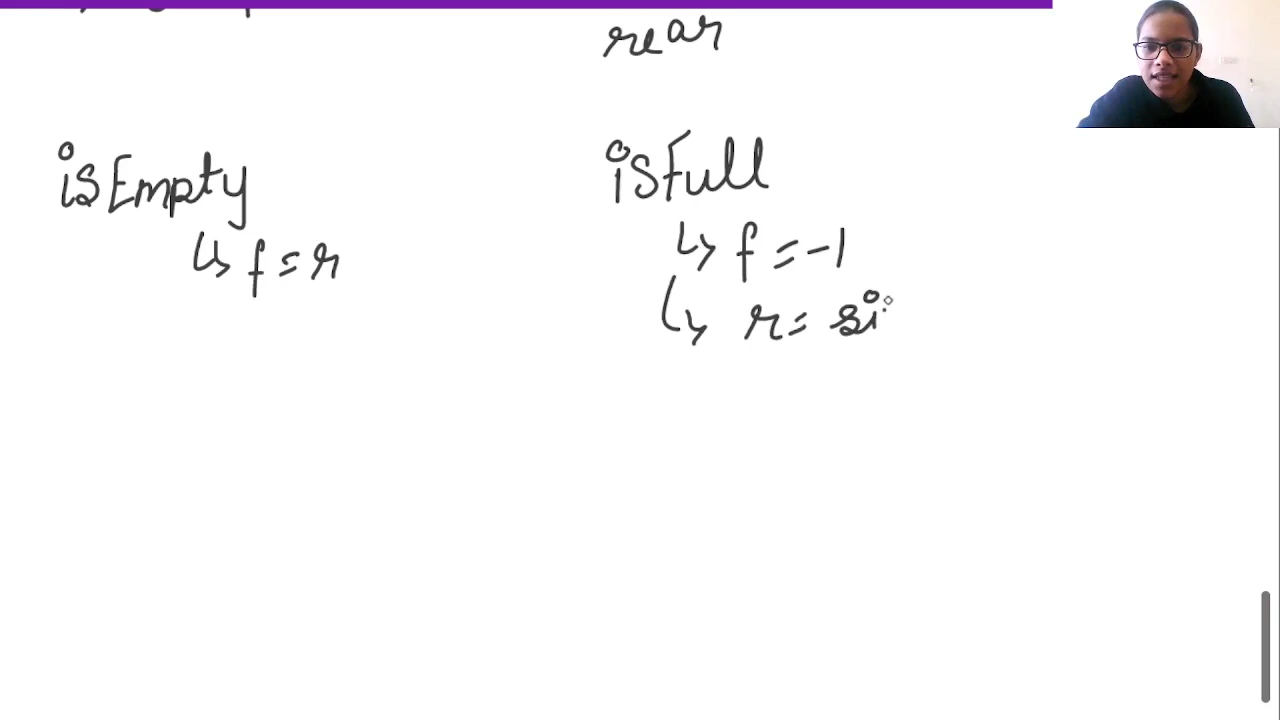 rear
isEmpty
↳ f = r
isFull
↳ f = -1
↳ r = si